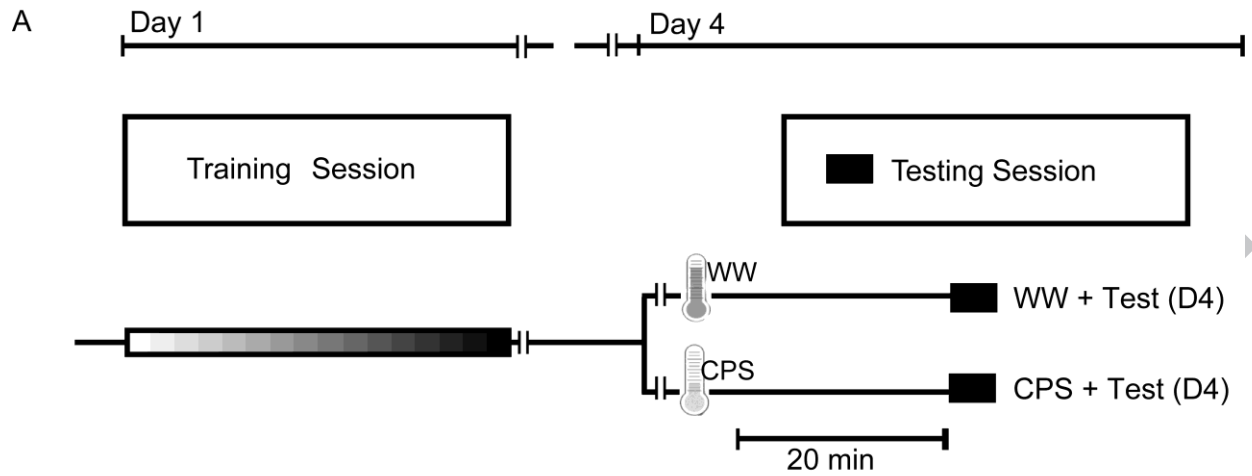 A
Day 1
Day 4
Training Session
Testing Session
WW
WW + Test (D4)
CPS
CPS + Test (D4)
20 min